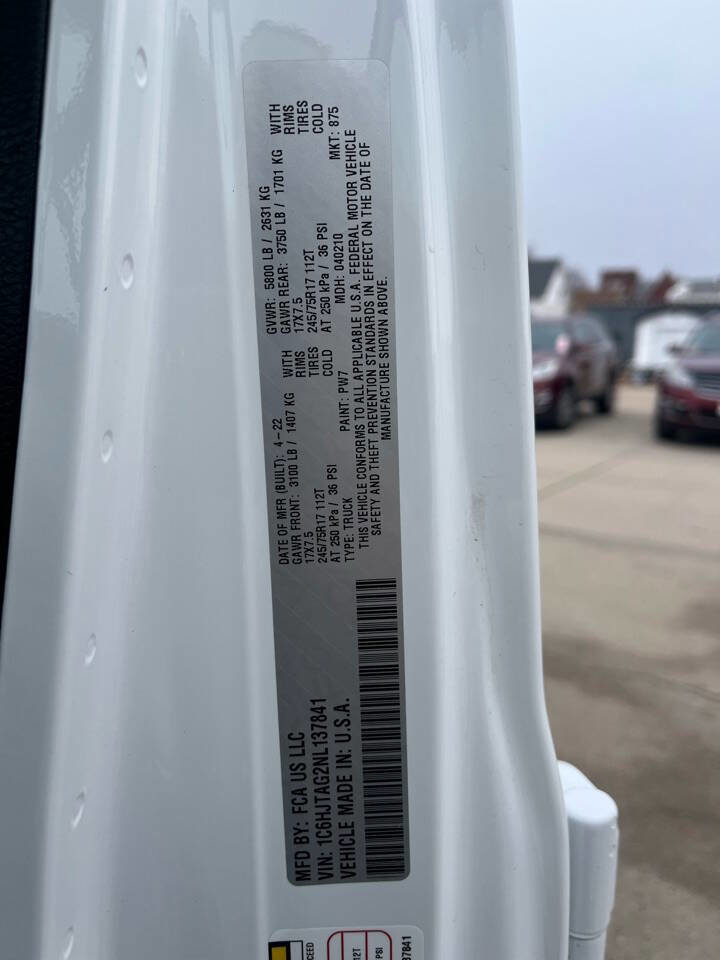 MFD BY: FCA US LLC
VIN: 1C6HJTAG2NL137841
VEHICLE MADE IN: U.S.A.
DATE OF MFR (BUILT): 4-22 GVWR: 5800 LB / 2631 KG
GAWR FRONT: 3100 LB / 1407 KG WITH GAWR REAR: 3750 LB / 1701 KG WITH
17X7.5 RIMS 17X7.5 RIMS
245/75R17 112T TIRES 245/75R17 112T TIRES
AT 250 kPa / 36 PSI COLD AT 250 kPa / 36 PSI COLD
TYPE: TRUCK PAINT: PW7 MDH: 040210 MKT: 875
THIS VEHICLE CONFORMS TO ALL APPLICABLE U.S.A. FEDERAL MOTOR VEHICLE
SAFETY AND THEFT PREVENTION STANDARDS IN EFFECT ON THE DATE OF
MANUFACTURE SHOWN ABOVE.
CEED
12T
PSI
37841